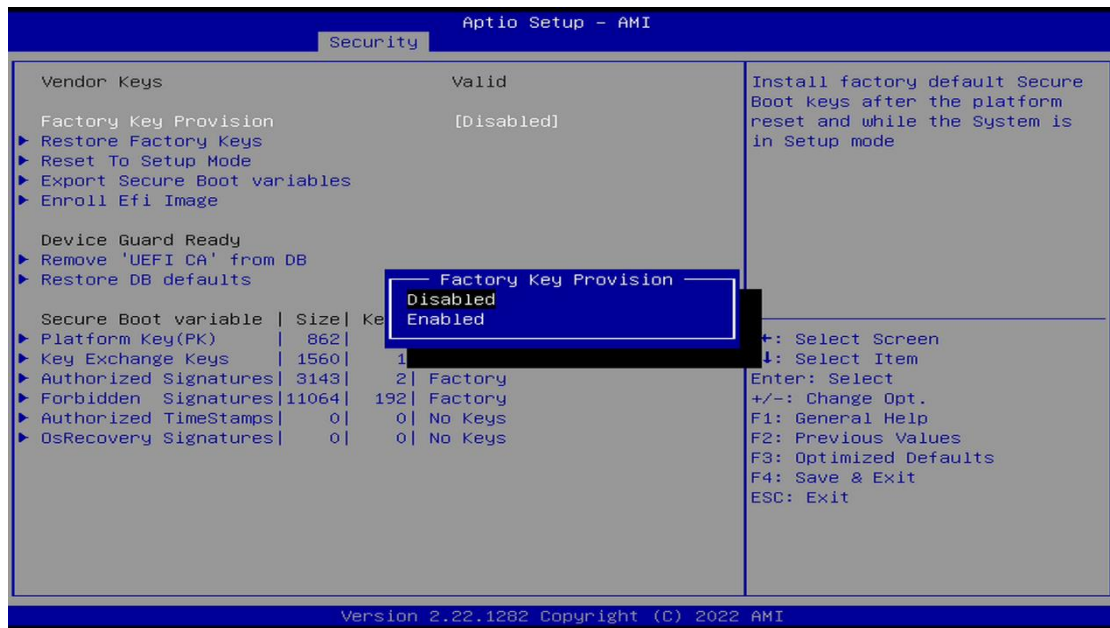 Aptio Setup – AMI
Security
Vendor Keys Valid
Factory Key Provision [Disabled]
Restore Factory Keys
Reset To Setup Mode
Export Secure Boot variables
Enroll Efi Image
Device Guard Ready
Remove 'UEFI CA' from DB
Restore DB defaults
Secure Boot variable | Size| Ke
Platform Key(PK) | 862|
Key Exchange Keys | 1560| 1
Authorized Signatures| 3143| 2| Factory
Forbidden Signatures|11064| 192| Factory
Authorized TimeStamps| 0| 0| No Keys
OsRecovery Signatures| 0| 0| No Keys
Factory Key Provision
Disabled
Enabled
Install factory default Secure
Boot keys after the platform
reset and while the System is
in Setup mode
: Select Screen
: Select Item
Enter: Select
+/-: Change Opt.
F1: General Help
F2: Previous Values
F3: Optimized Defaults
F4: Save & Exit
ESC: Exit
Version 2.22.1282 Copyright (C) 2022 AMI